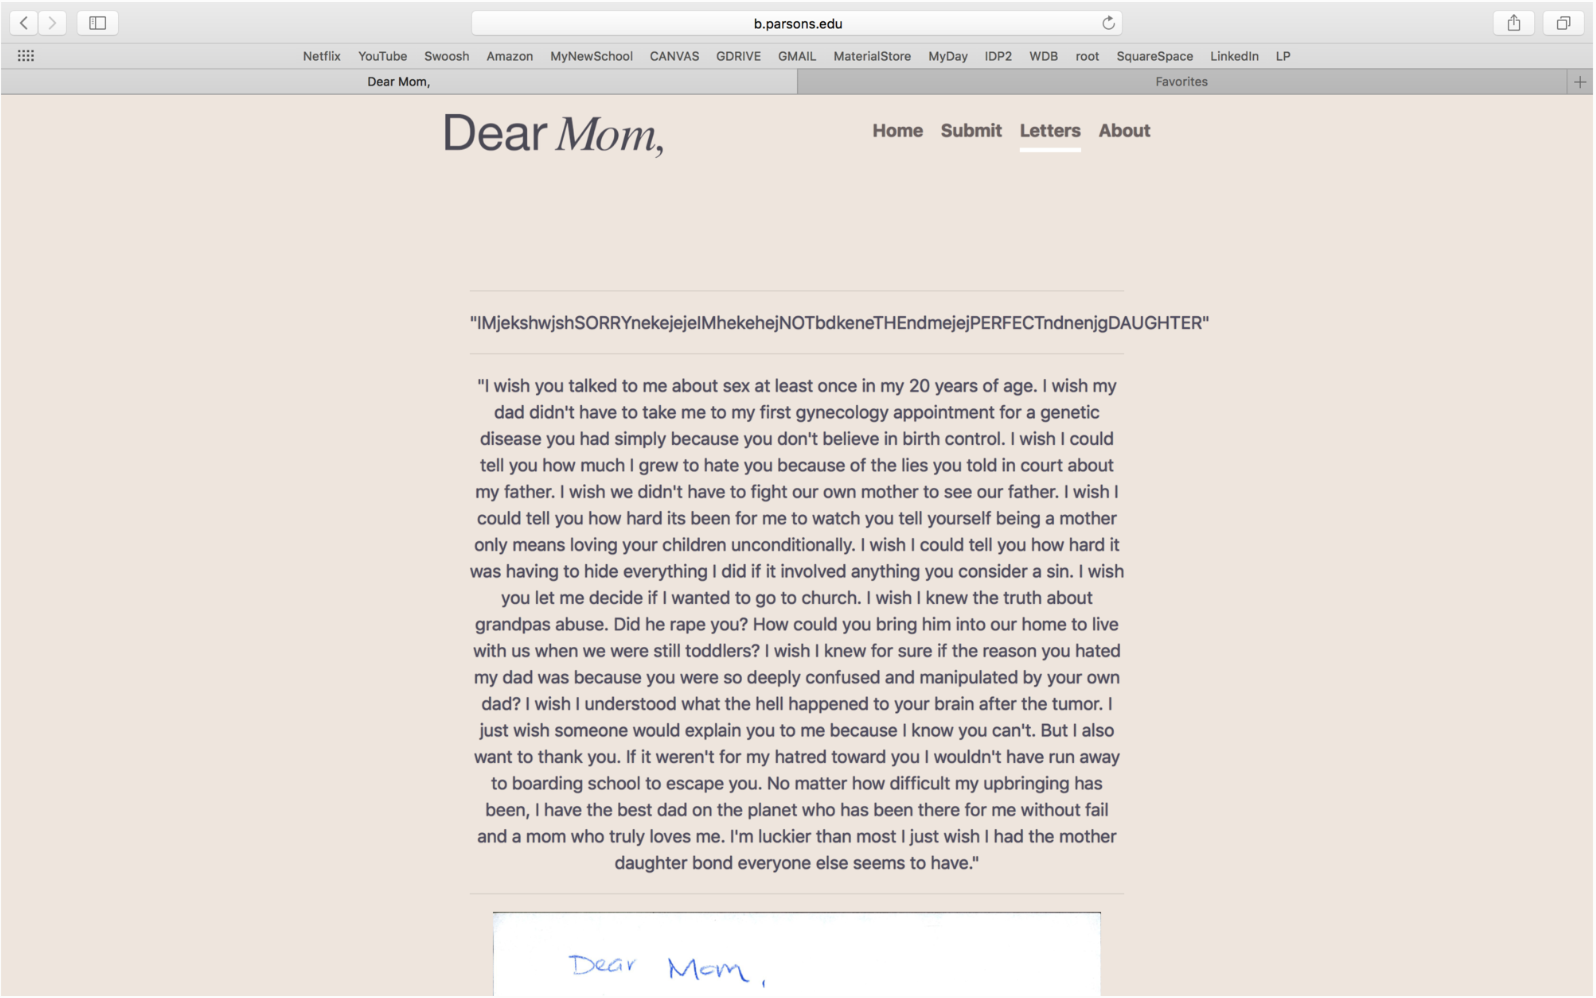 b.parsons.edu
Netflix YouTube Swoosh Amazon MyNewSchool CANVAS GDRIVE GMAIL MaterialStore MyDay IDP2 WDB root SquareSpace LinkedIn LP
Dear Mom, Favorites
Dear Mom,
Home Submit Letters About
"IMjekshwjshSORRYnekejejeIMhekehejNOTbdkeneTHEndmejejPERFECTndnenjgDAUGHTER"
"I wish you talked to me about sex at least once in my 20 years of age. I wish my
dad didn't have to take me to my first gynecology appointment for a genetic
disease you had simply because you don't believe in birth control. I wish I could
tell you how much I grew to hate you because of the lies you told in court about
my father. I wish we didn't have to fight our own mother to see our father. I wish I
could tell you how hard its been for me to watch you tell yourself being a mother
only means loving your children unconditionally. I wish I could tell you how hard it
was having to hide everything I did if it involved anything you consider a sin. I wish
you let me decide if I wanted to go to church. I wish I knew the truth about
grandpas abuse. Did he rape you? How could you bring him into our home to live
with us when we were still toddlers? I wish I knew for sure if the reason you hated
my dad was because you were so deeply confused and manipulated by your own
dad? I wish I understood what the hell happened to your brain after the tumor. I
just wish someone would explain you to me because I know you can't. But I also
want to thank you. If it weren't for my hatred toward you I wouldn't have run away
to boarding school to escape you. No matter how difficult my upbringing has
been, I have the best dad on the planet who has been there for me without fail
and a mom who truly loves me. I'm luckier than most I just wish I had the mother
daughter bond everyone else seems to have."
Dear Mom,